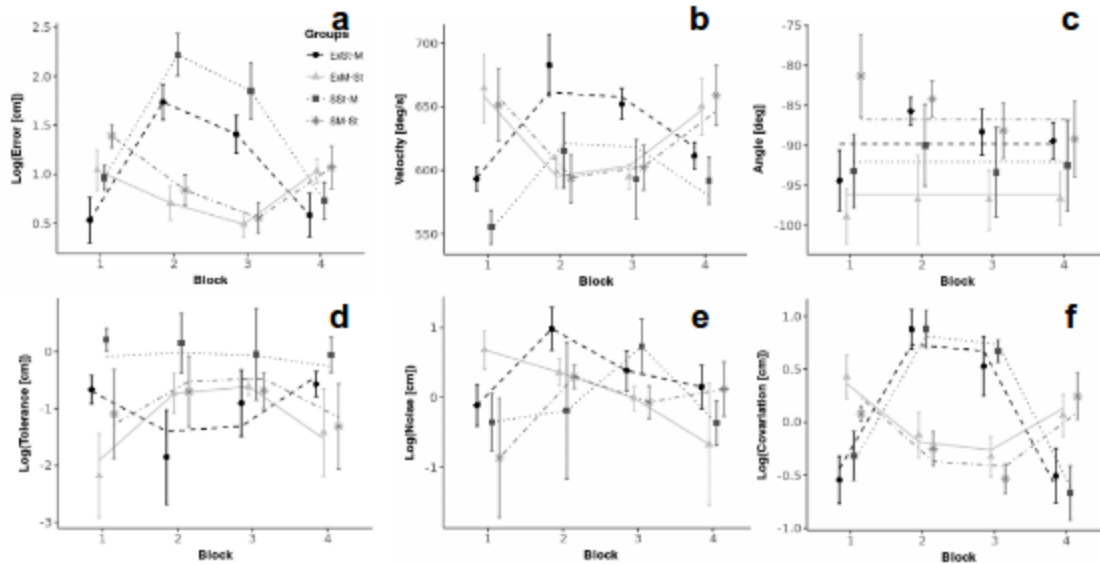 a
Groups
ExSt-M
ExM-St
SSt-M
SM-St
Log(Error [cm])
2.5
2.0
1.5
1.0
0.5
1 2 3 4
Block
b
Velocity [deg/s]
700
650
600
550
1 2 3 4
Block
c
Angle [deg]
-75
-80
-85
-90
-95
-100
1 2 3 4
Block
d
Log(Tolerance [cm])
0
-1
-2
-3
1 2 3 4
Block
e
Log(Noise [cm])
1
0
-1
1 2 3 4
Block
f
Log(Covariation [cm])
1.0
0.5
0.0
-0.5
-1.0
1 2 3 4
Block